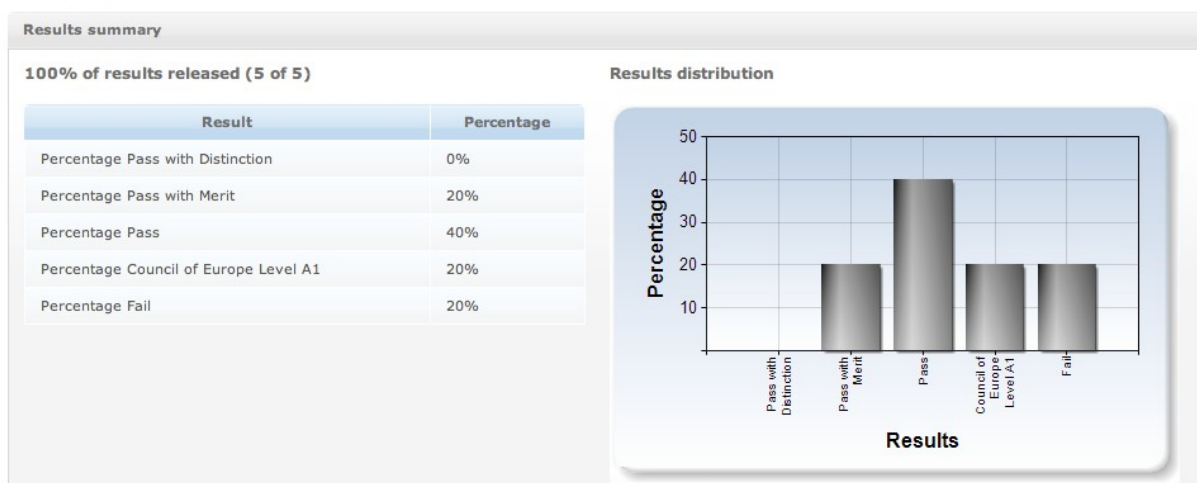 Results summary
100% of results released (5 of 5)
Result Percentage
Percentage Pass with Distinction 0%
Percentage Pass with Merit 20%
Percentage Pass 40%
Percentage Council of Europe Level A1 20%
Percentage Fail 20%
Results distribution
Percentage
50
40
30
20
10
Pass with
Distinction
Pass with
Merit
Pass
Council of
Europe
Level A1
Fail
Results